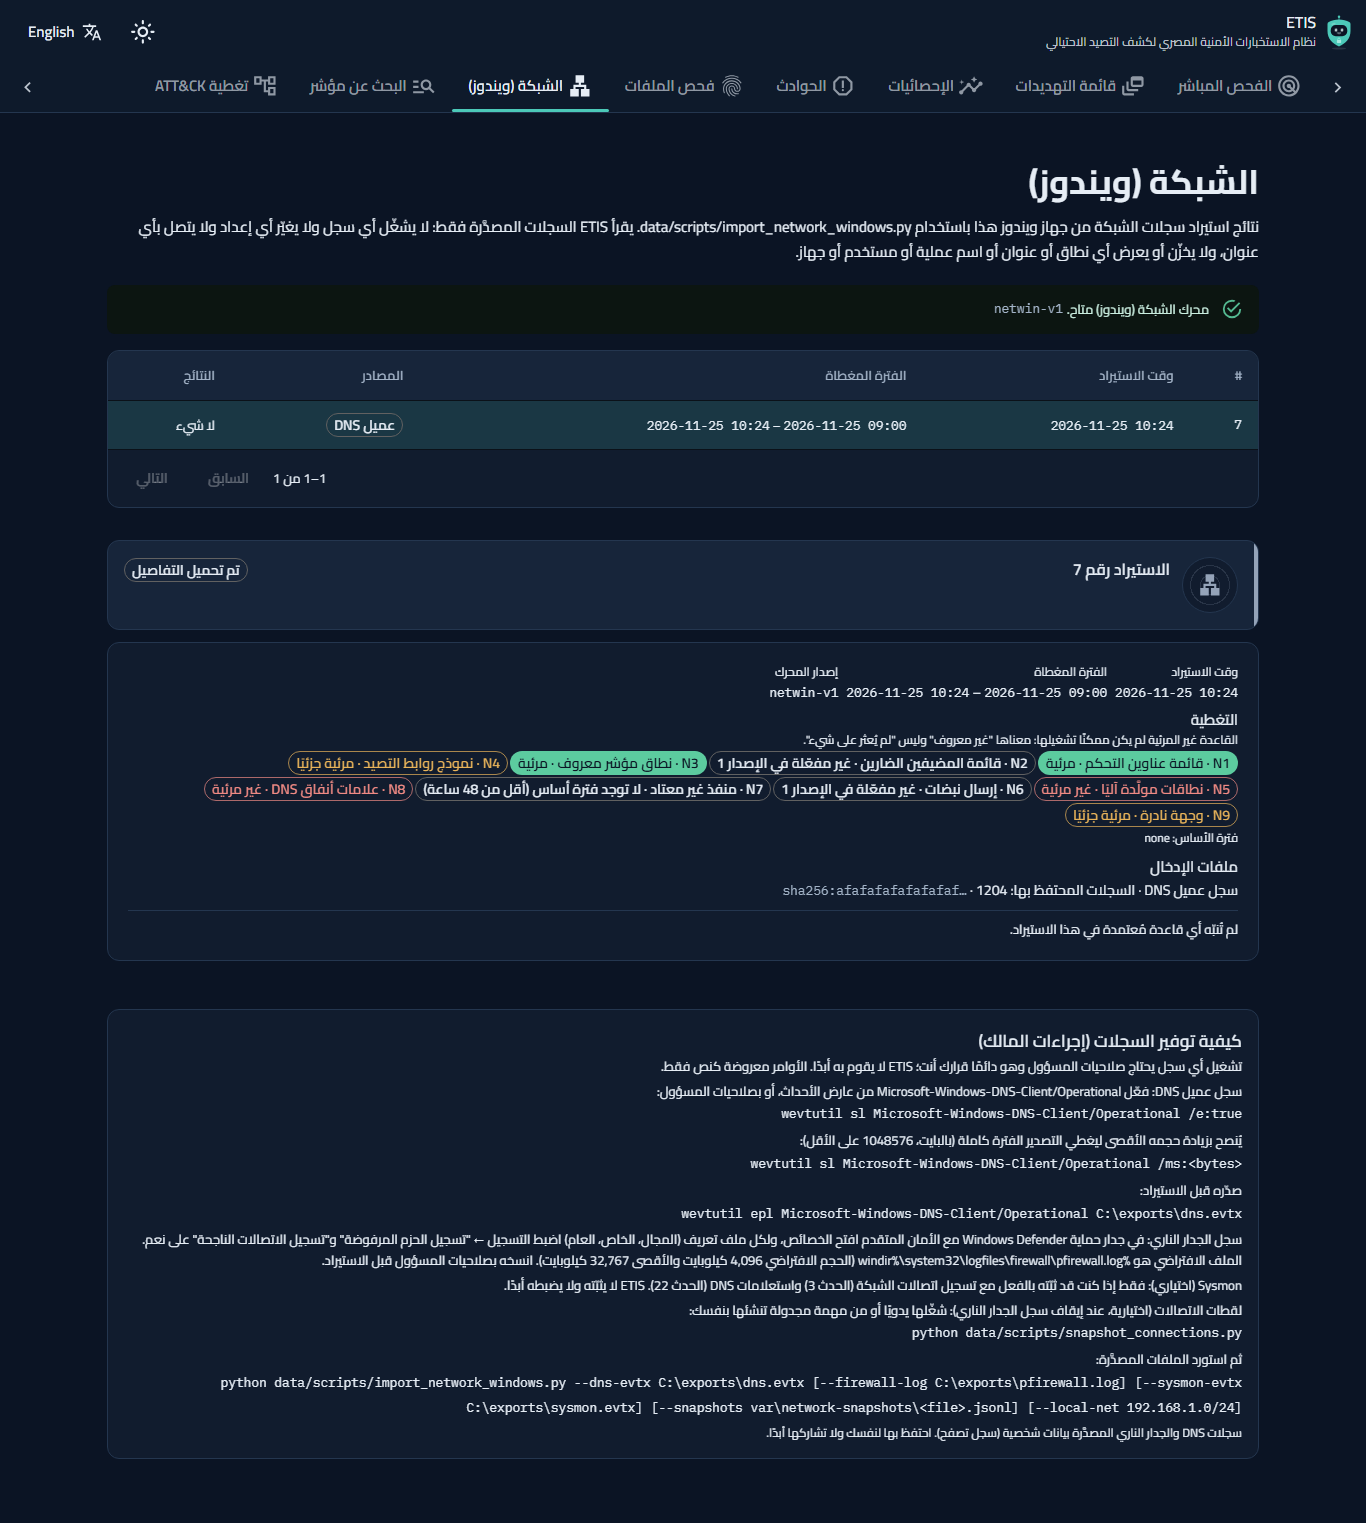 ETIS
نظام الاستخبارات الأمنية المصري لكشف التصيد الاحتيالي
English
الفحص المباشر
قائمة التهديدات
الإحصائيات
الحوادث
فحص الملفات
الشبكة (ويندوز)
البحث عن مؤشر
تغطية ATT&CK
الشبكة (ويندوز)
نتائج استيراد سجلات الشبكة من جهاز ويندوز هذا باستخدام data/scripts/import_network_windows.py. يقرأ ETIS السجلات المصدَّرة فقط: لا يشغّل أي سجل ولا يغيّر أي إعداد ولا يتصل بأي
عنوان، ولا يخزّن أو يعرض أي نطاق أو عنوان أو اسم عملية أو مستخدم أو جهاز.
محرك الشبكة (ويندوز) متاح. netwin-v1
# وقت الاستيراد الفترة المغطاة المصادر النتائج
7 2026-11-25 10:24 2026-11-25 09:00 – 2026-11-25 10:24 عميل DNS لا شيء
1–1 من 1 السابق التالي
الاستيراد رقم 7
تم تحميل التفاصيل
وقت الاستيراد الفترة المغطاة إصدار المحرك
2026-11-25 10:24 2026-11-25 09:00 – 2026-11-25 10:24 netwin-v1
التغطية
القاعدة غير المرئية لم يكن ممكنًا تشغيلها: معناها "غير معروف" وليس "لم يُعثر على شيء".
N1 · قائمة عناوين التحكم · مرئية N2 · قائمة المضيفين الضارين · غير مفعّلة في الإصدار 1 N3 · نطاق مؤشر معروف · مرئية N4 · نموذج روابط التصيد · مرئية جزئيًا
N5 · نطاقات مولَّدة آليًا · غير مرئية N6 · إرسال نبضات · غير مفعّلة في الإصدار 1 N7 · منفذ غير معتاد · لا توجد فترة أساس (أقل من 48 ساعة) N8 · علامات أنفاق DNS · غير مرئية
N9 · وجهة نادرة · مرئية جزئيًا
فترة الأساس: none
ملفات الإدخال
سجل عميل DNS · السجلات المحتفظ بها: 1204 · sha256:afafafafafafafaf…
لم تُنبّه أي قاعدة مُعتمدة في هذا الاستيراد.
كيفية توفير السجلات (إجراءات المالك)
تشغيل أي سجل يحتاج صلاحيات المسؤول وهو دائمًا قرارك أنت؛ ETIS لا يقوم به أبدًا. الأوامر معروضة كنص فقط.
سجل عميل DNS: فعّل Microsoft-Windows-DNS-Client/Operational من عارض الأحداث، أو بصلاحيات المسؤول:
wevtutil sl Microsoft-Windows-DNS-Client/Operational /e:true
يُنصح بزيادة حجمه الأقصى ليغطي التصدير الفترة كاملة (بالبايت، 1048576 على الأقل):
wevtutil sl Microsoft-Windows-DNS-Client/Operational /ms:<bytes>
صدّره قبل الاستيراد:
wevtutil epl Microsoft-Windows-DNS-Client/Operational C:\exports\dns.evtx
سجل الجدار الناري: في جدار حماية Windows Defender مع الأمان المتقدم افتح الخصائص، ولكل ملف تعريف (المجال، الخاص، العام) اضبط التسجيل ← "تسجيل الحزم المرفوضة" و"تسجيل الاتصالات الناجحة" على نعم.
الملف الافتراضي هو %windir%\system32\logfiles\firewall\pfirewall.log (الحجم الافتراضي 4,096 كيلوبايت والأقصى 32,767 كيلوبايت). انسخه بصلاحيات المسؤول قبل الاستيراد.
Sysmon (اختياري): فقط إذا كنت قد ثبّته بالفعل مع تسجيل اتصالات الشبكة (الحدث 3) واستعلامات DNS (الحدث 22). ETIS لا يثبّته ولا يضبطه أبدًا.
لقطات الاتصالات (اختيارية، عند إيقاف سجل الجدار الناري): شغّلها يدويًا أو من مهمة مجدولة تنشئها بنفسك:
python data/scripts/snapshot_connections.py
ثم استورد الملفات المصدَّرة:
python data/scripts/import_network_windows.py --dns-evtx C:\exports\dns.evtx [--firewall-log C:\exports\pfirewall.log] [--sysmon-evtx
C:\exports\sysmon.evtx] [--snapshots var\network-snapshots\<file>.jsonl] [--local-net 192.168.1.0/24]
سجلات DNS والجدار الناري المصدَّرة بيانات شخصية (سجل تصفح). احتفظ بها لنفسك ولا تشاركها أبدًا.